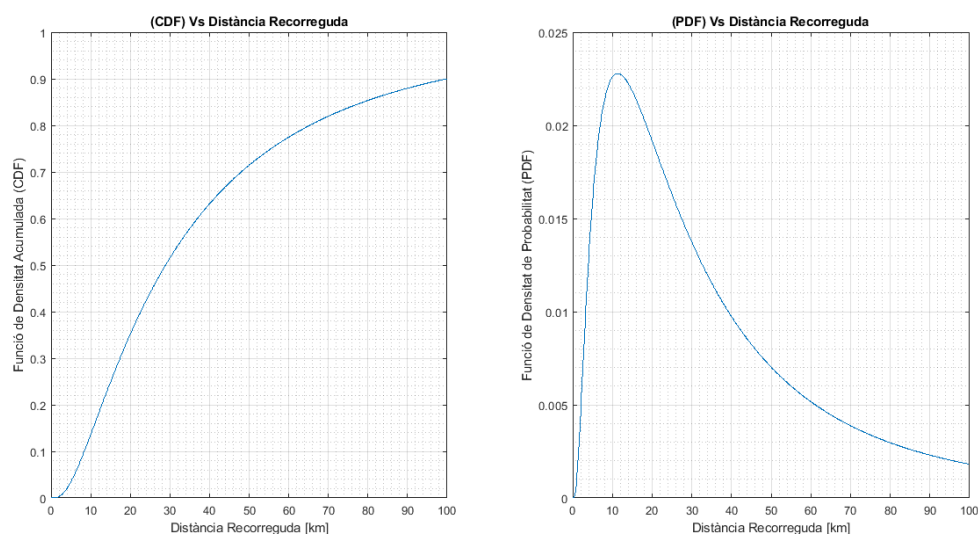 (CDF) Vs Distància Recorreguda
Funció de Densitat Acumulada (CDF)
1
0.9
0.8
0.7
0.6
0.5
0.4
0.3
0.2
0.1
0
0 10 20 30 40 50 60 70 80 90 100
Distància Recorreguda [km]
(PDF) Vs Distància Recorreguda
Funció de Densitat de Probabilitat (PDF)
0.025
0.02
0.015
0.01
0.005
0
0 10 20 30 40 50 60 70 80 90 100
Distància Recorreguda [km]